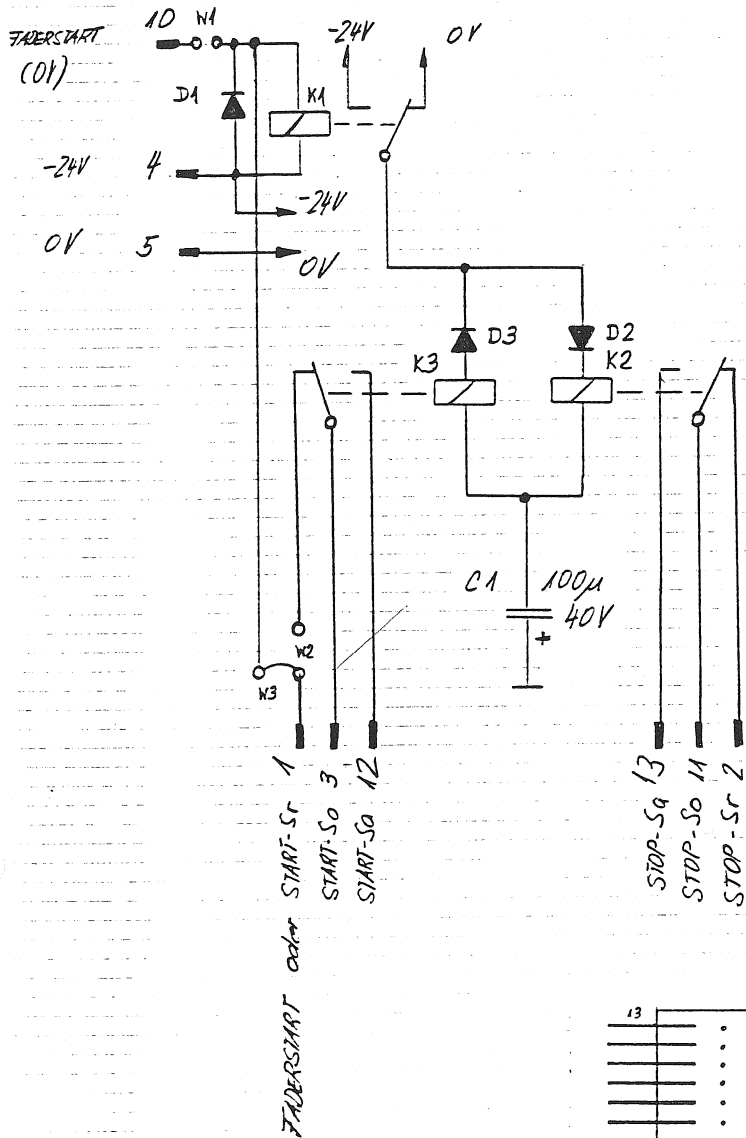 10 W1 -24V 0V
FADERSTART
(0V)
D1 K1
-24V 4
-24V
0V 5
0V
D3 D2
K3 K2
C1 100µ
40V
+
W2
W3
1 3 12
13 11 2
FADERSTART oder START-Sr
START-So
START-Sa
STOP-Sa
STOP-So
STOP-Sr
13